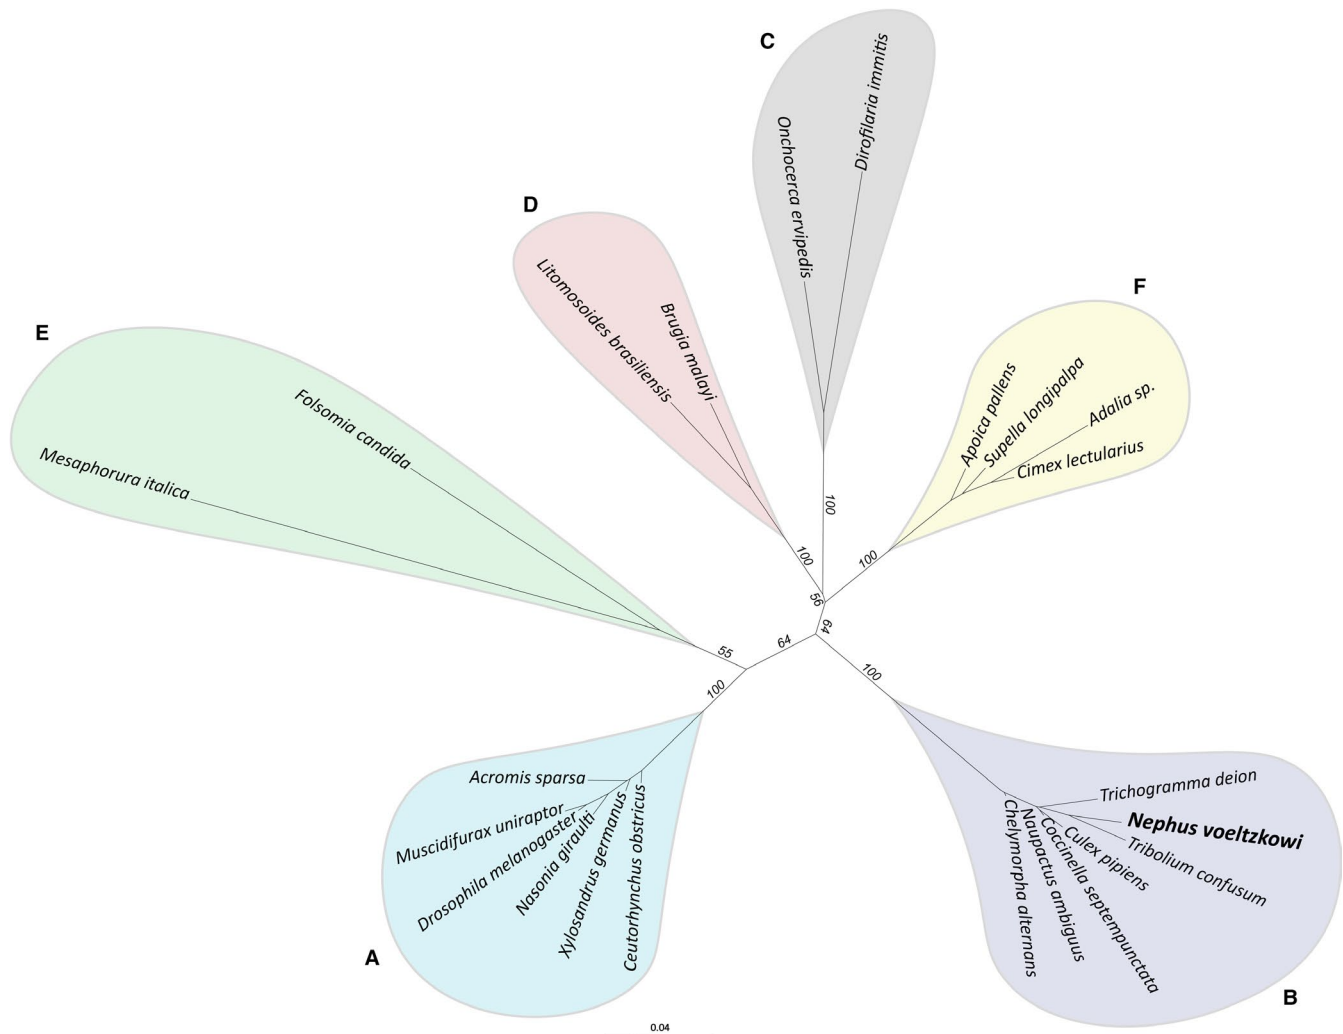 C
Onchocerca ervipedis
Dirofilaria immitis
D
Litomosoides brasiliensis
Brugia malayi
F
Apoica pallens
Supella longipalpa
Adalia sp.
Cimex lectularius
E
Folsomia candida
Mesaphorura italica
100
100
100
56
64
64
55
100
100
Acromis sparsa
Muscidifurax uniraptor
Drosophila melanogaster
Nasonia giraulti
Xylosandrus germanus
Ceutorhynchus obstricus
A
Trichogramma deion
Nephus voeltzkowi
Tribolium confusum
Culex pipiens
Coccinella septempunctata
Naupactus ambiguus
Chelymorpha alternans
B
0.04